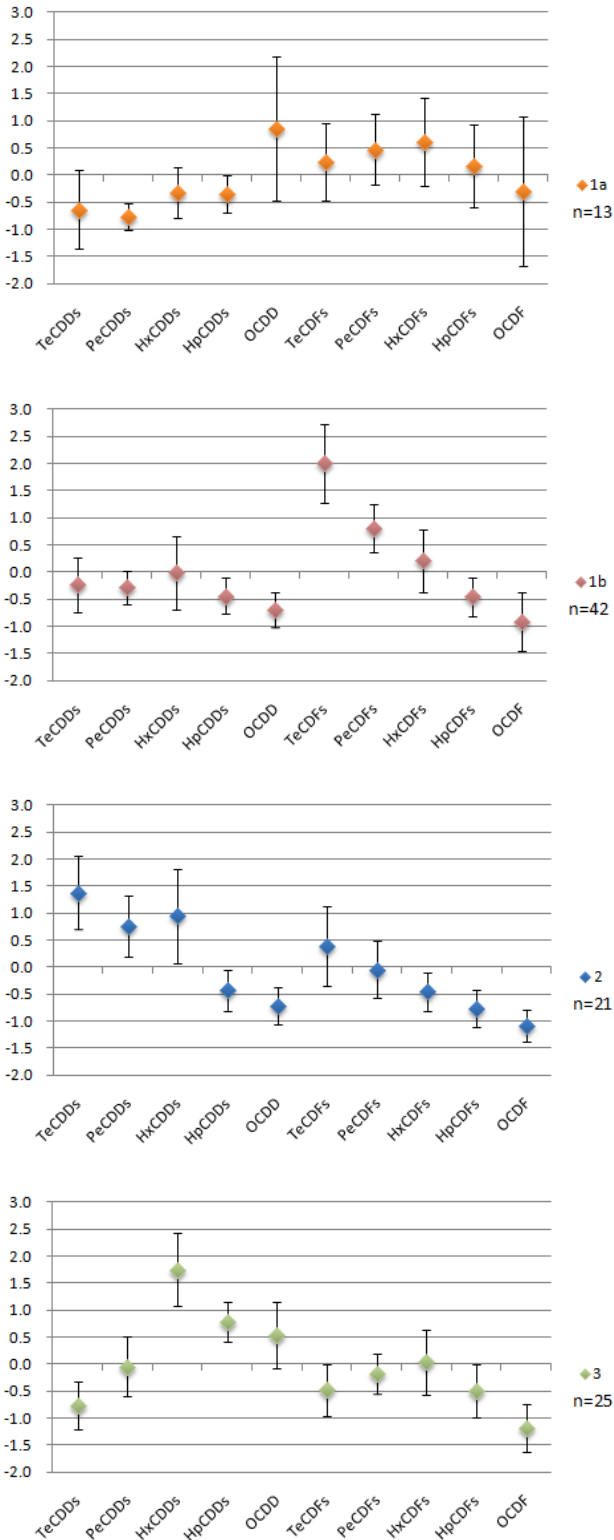 3.0
2.5
2.0
1.5
1.0
0.5
0.0
-0.5
-1.0
-1.5
-2.0
TeCDDs
PeCDDs
HxCDDs
HpCDDs
OCDD
TeCDFs
PeCDFs
HxCDFs
HpCDFs
OCDF
1a
n=13
3.0
2.5
2.0
1.5
1.0
0.5
0.0
-0.5
-1.0
-1.5
-2.0
TeCDDs
PeCDDs
HxCDDs
HpCDDs
OCDD
TeCDFs
PeCDFs
HxCDFs
HpCDFs
OCDF
1b
n=42
3.0
2.5
2.0
1.5
1.0
0.5
0.0
-0.5
-1.0
-1.5
-2.0
TeCDDs
PeCDDs
HxCDDs
HpCDDs
OCDD
TeCDFs
PeCDFs
HxCDFs
HpCDFs
OCDF
2
n=21
3.0
2.5
2.0
1.5
1.0
0.5
0.0
-0.5
-1.0
-1.5
-2.0
TeCDDs
PeCDDs
HxCDDs
HpCDDs
OCDD
TeCDFs
PeCDFs
HxCDFs
HpCDFs
OCDF
3
n=25